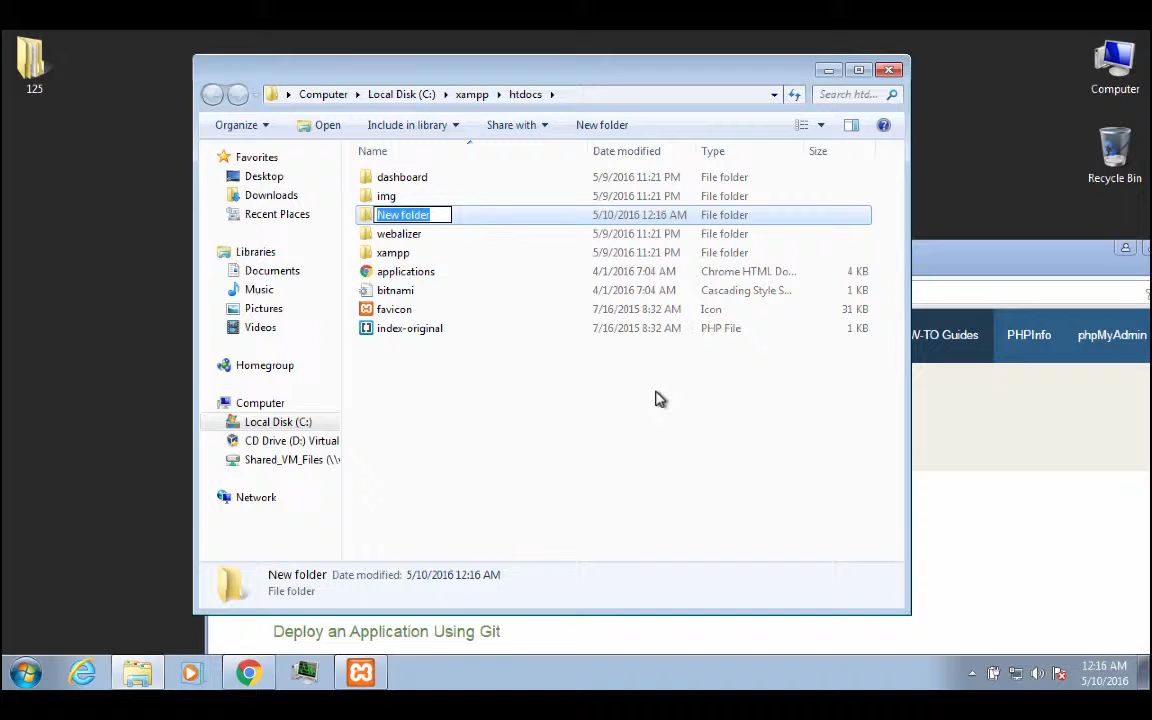 125
Computer
Recycle Bin
Computer Local Disk (C:) xampp htdocs
Search htd...
Organize Open Include in library Share with New folder
Favorites
Desktop
Downloads
Recent Places
Libraries
Documents
Music
Pictures
Videos
Homegroup
Computer
Local Disk (C:)
CD Drive (D:) Virtual
Shared_VM_Files (\\
Network
Name Date modified Type Size
dashboard 5/9/2016 11:21 PM File folder
img 5/9/2016 11:21 PM File folder
New folder 5/10/2016 12:16 AM File folder
webalizer 5/9/2016 11:21 PM File folder
xampp 5/9/2016 11:21 PM File folder
applications 4/1/2016 7:04 AM Chrome HTML Do... 4 KB
bitnami 4/1/2016 7:04 AM Cascading Style S... 1 KB
favicon 7/16/2015 8:32 AM Icon 31 KB
index-original 7/16/2015 8:32 AM PHP File 1 KB
New folder Date modified: 5/10/2016 12:16 AM
File folder
W-TO Guides PHPInfo phpMyAdmin
Deploy an Application Using Git
12:16 AM
5/10/2016